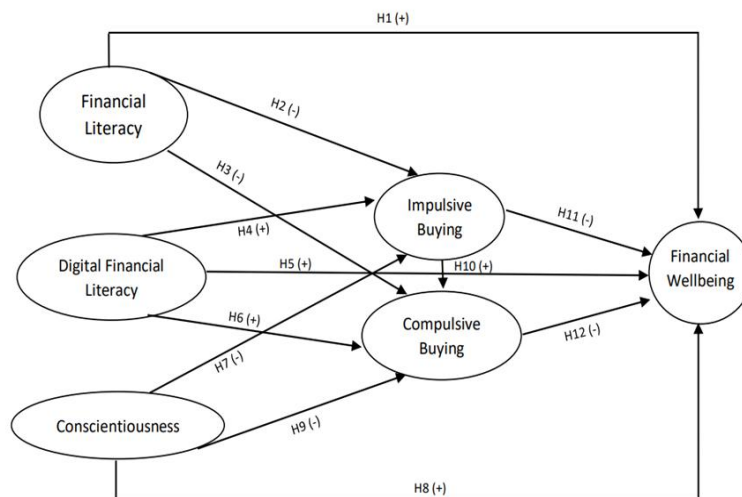 H1 (+)
Financial
Literacy
H2 (-)
H3 (-)
Impulsive
Buying
H11 (-)
H4 (+)
Digital Financial
Literacy
H5 (+)
H10 (+)
Financial
Wellbeing
H6 (+)
Compulsive
Buying
H12 (-)
H7 (-)
Conscientiousness
H9 (-)
H8 (+)